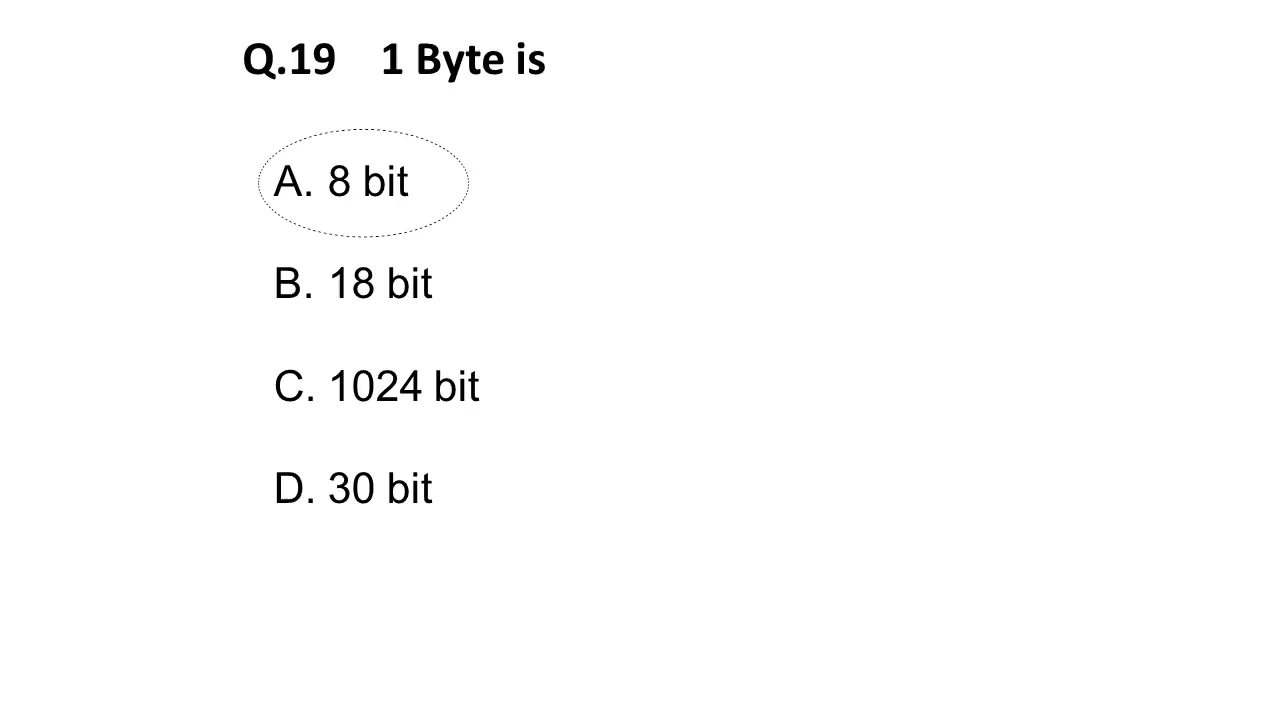 Q.19 1 Byte is
A. 8 bit
B. 18 bit
C. 1024 bit
D. 30 bit